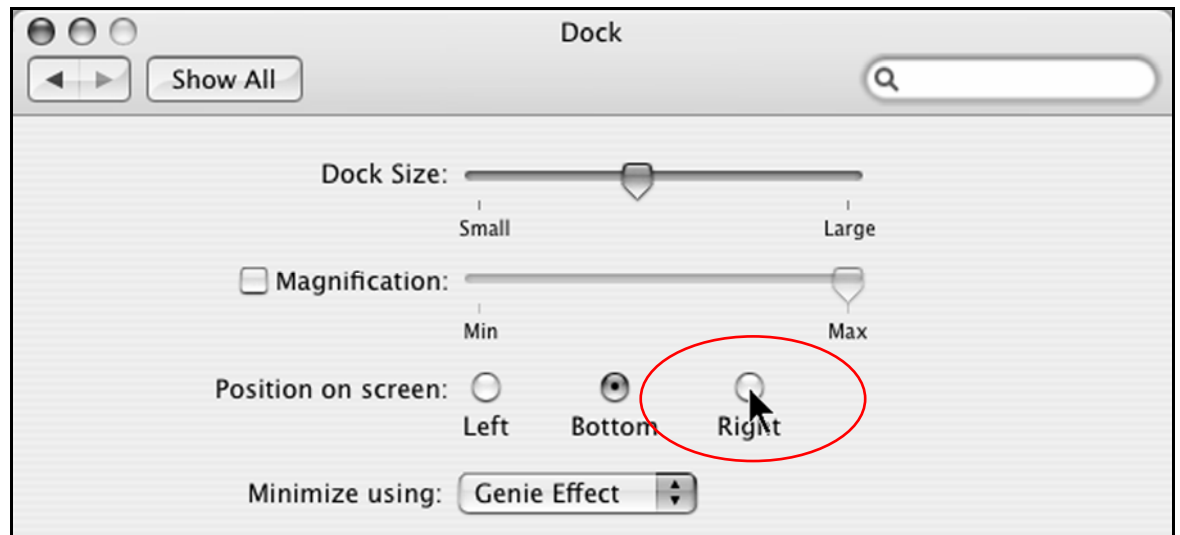 Dock
Show All
Dock Size:
Small Large
Magnification:
Min Max
Position on screen:
Left Bottom Right
Minimize using: Genie Effect